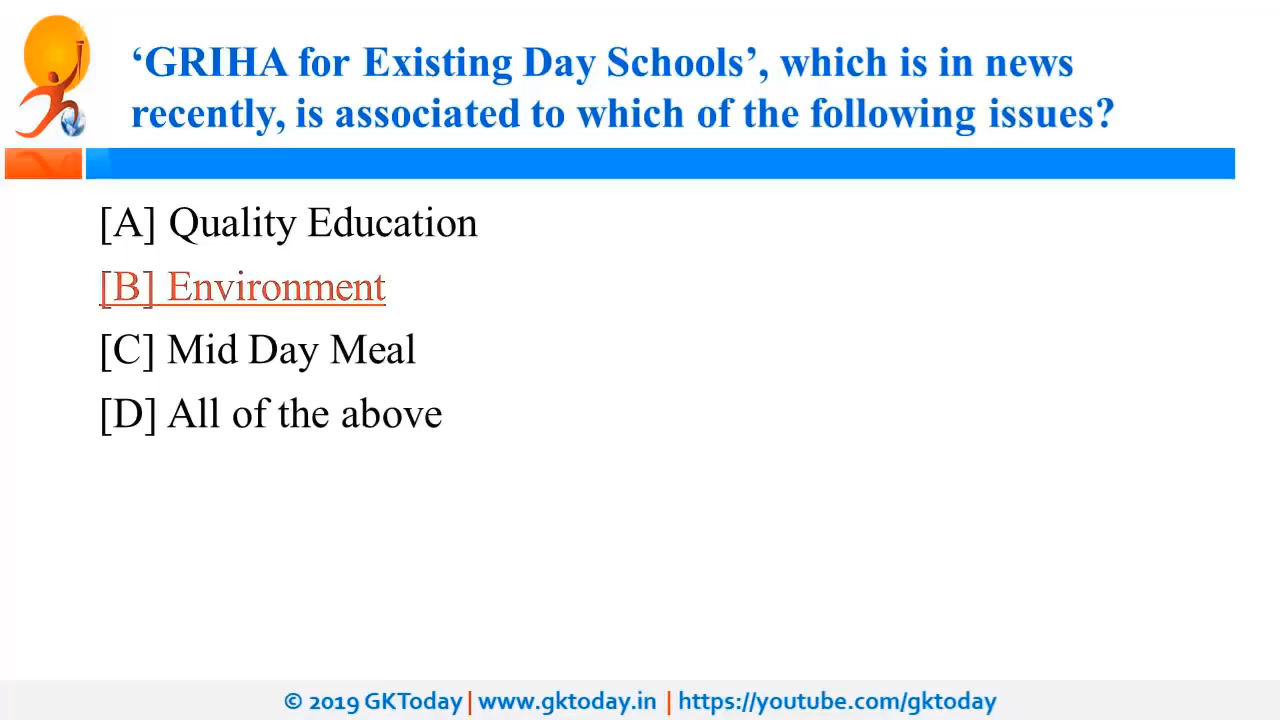 ‘GRIHA for Existing Day Schools’, which is in news
recently, is associated to which of the following issues?
[A] Quality Education
[B] Environment
[C] Mid Day Meal
[D] All of the above
© 2019 GKToday | www.gktoday.in | https://youtube.com/gktoday